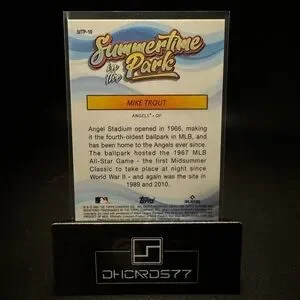 SITP-10
Summertime
in the
Park
MIKE TROUT
ANGELS® • OF
Angel Stadium opened in 1966, making
it the fourth-oldest ballpark in MLB, and
has been home to the Angels ever since.
The ballpark hosted the 1967 MLB
All-Star Game - the first Midsummer
Classic to take place at night since
World War II - and again was the site in
1989 and 2010.
topps
DHCARDS77